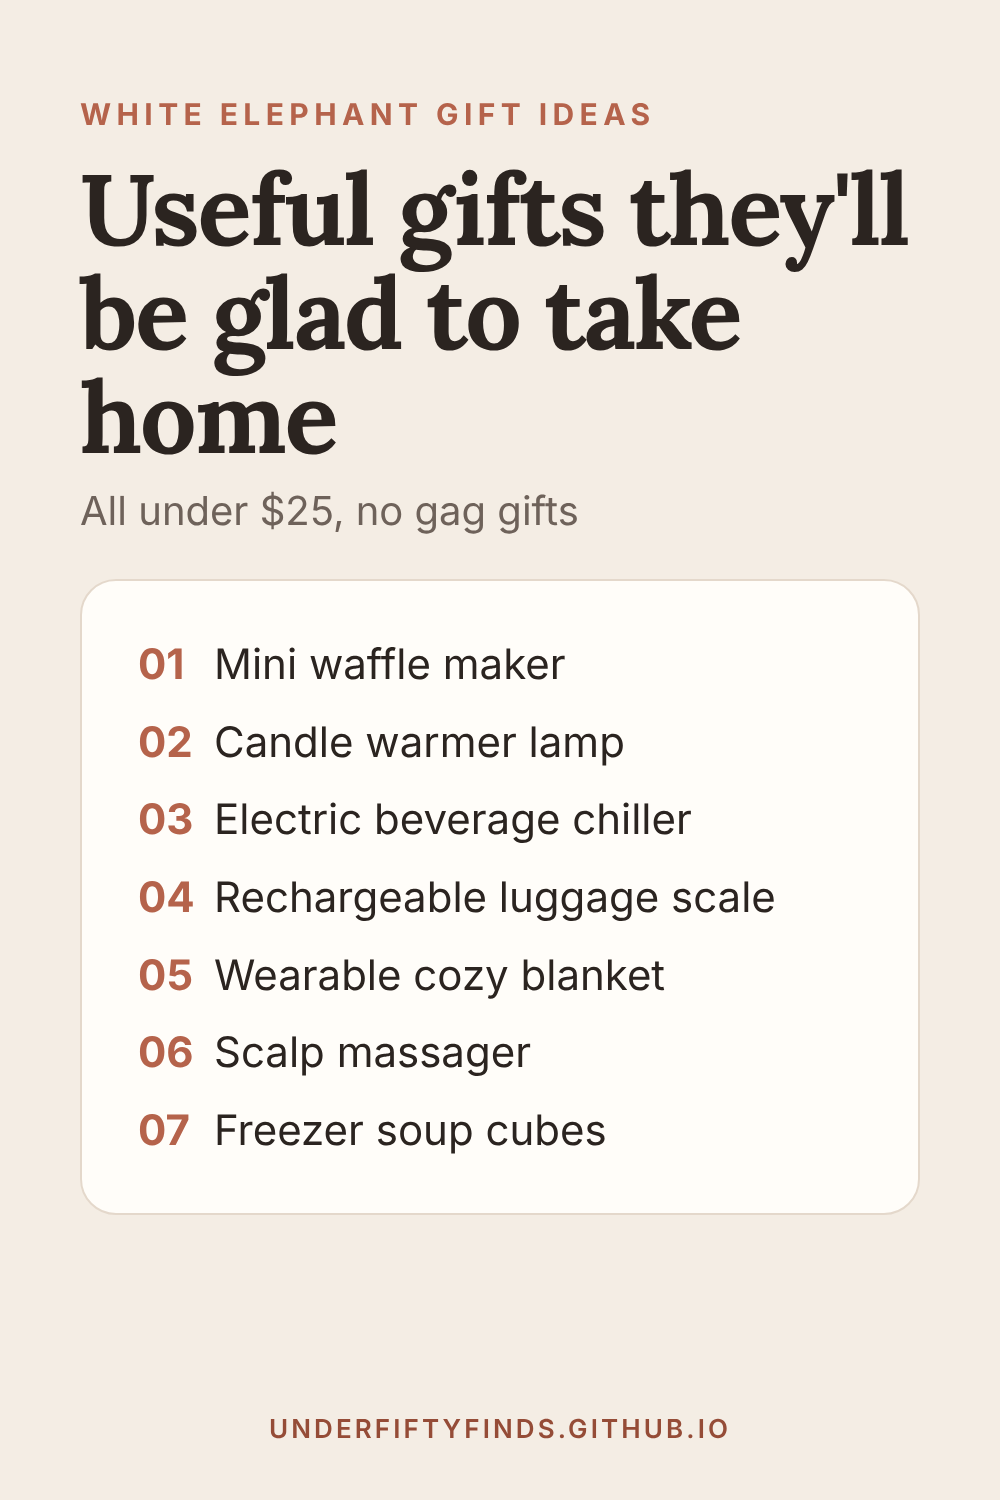 WHITE ELEPHANT GIFT IDEAS
Useful gifts they'll
be glad to take
home
All under $25, no gag gifts
01 Mini waffle maker
02 Candle warmer lamp
03 Electric beverage chiller
04 Rechargeable luggage scale
05 Wearable cozy blanket
06 Scalp massager
07 Freezer soup cubes
UNDERFIFTYFINDS.GITHUB.IO